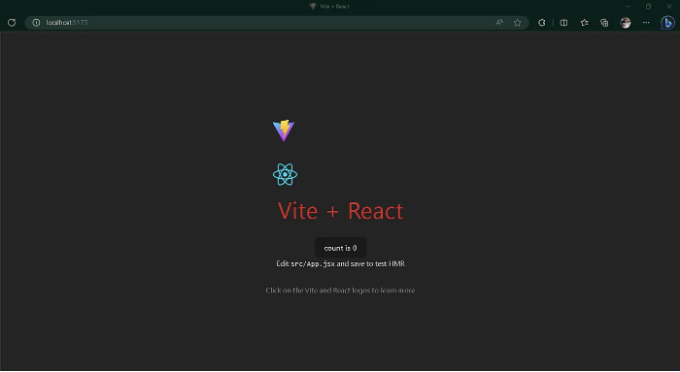 Vite + React
localhost:5173
Vite + React
count is 0
Edit src/App.jsx and save to test HMR
Click on the Vite and React logos to learn more